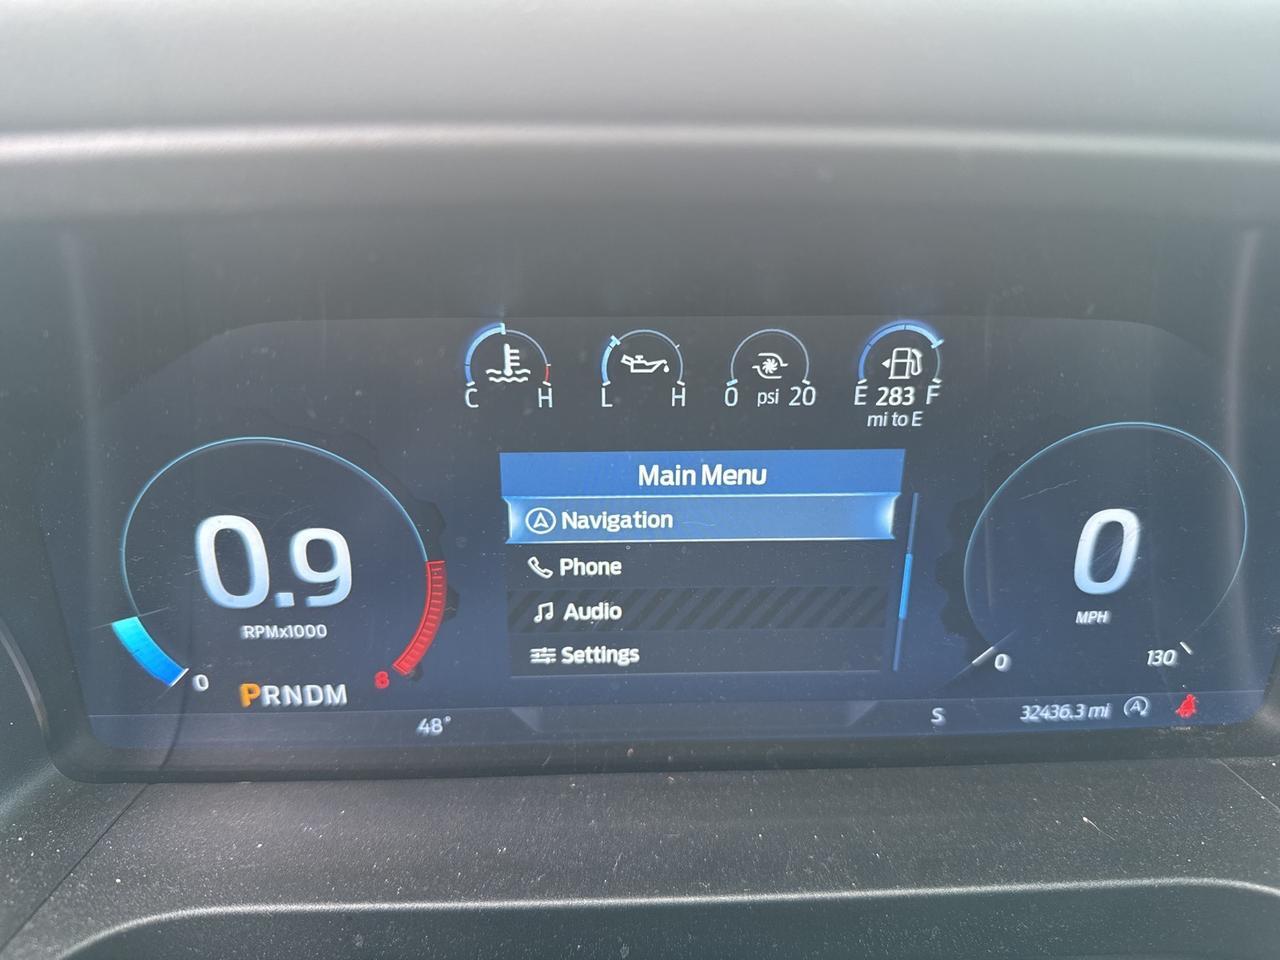 C H
L H
0 psi 20
E 283 F
mi to E
Main Menu
Navigation
Phone
Audio
Settings
0.9
RPMx1000
0
8
PRNDM
0
MPH
0
130
48°
S
32436.3 mi
A